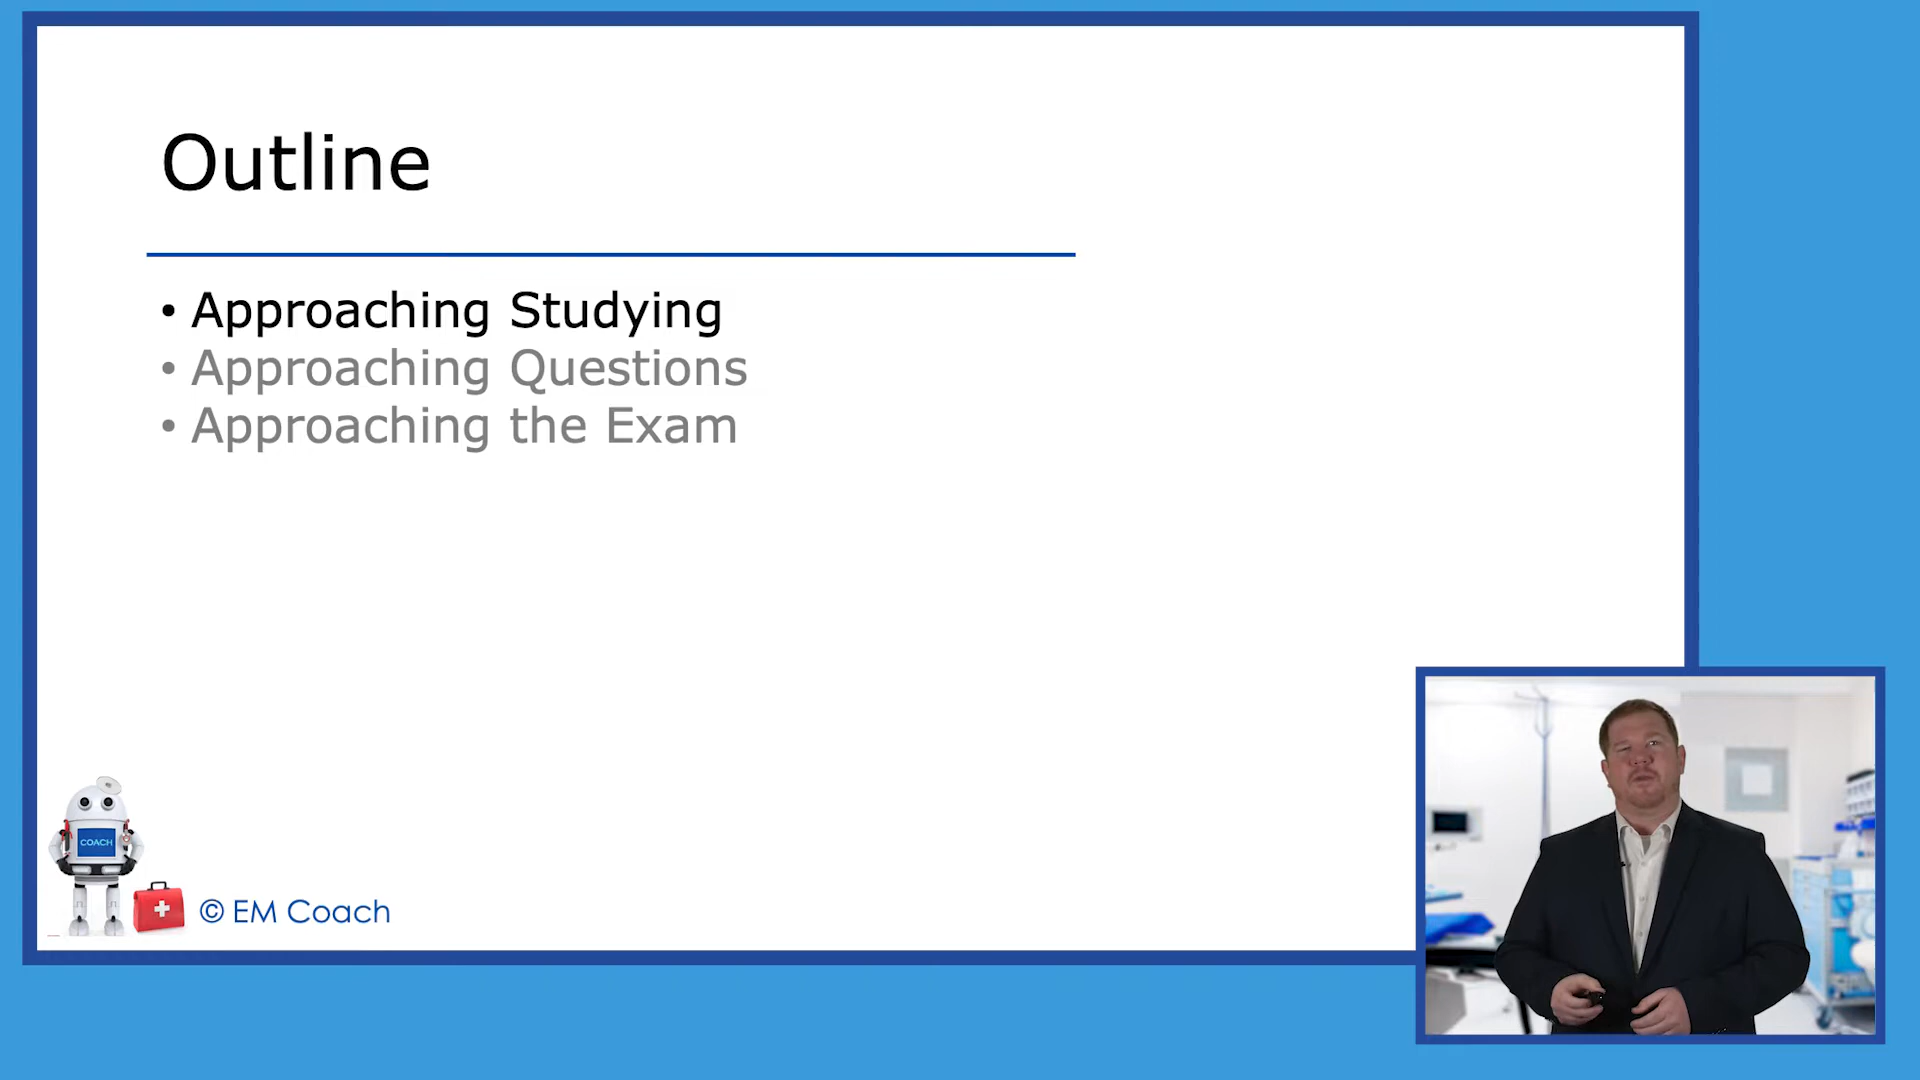 Outline
• Approaching Studying
• Approaching Questions
• Approaching the Exam
COACH
© EM Coach